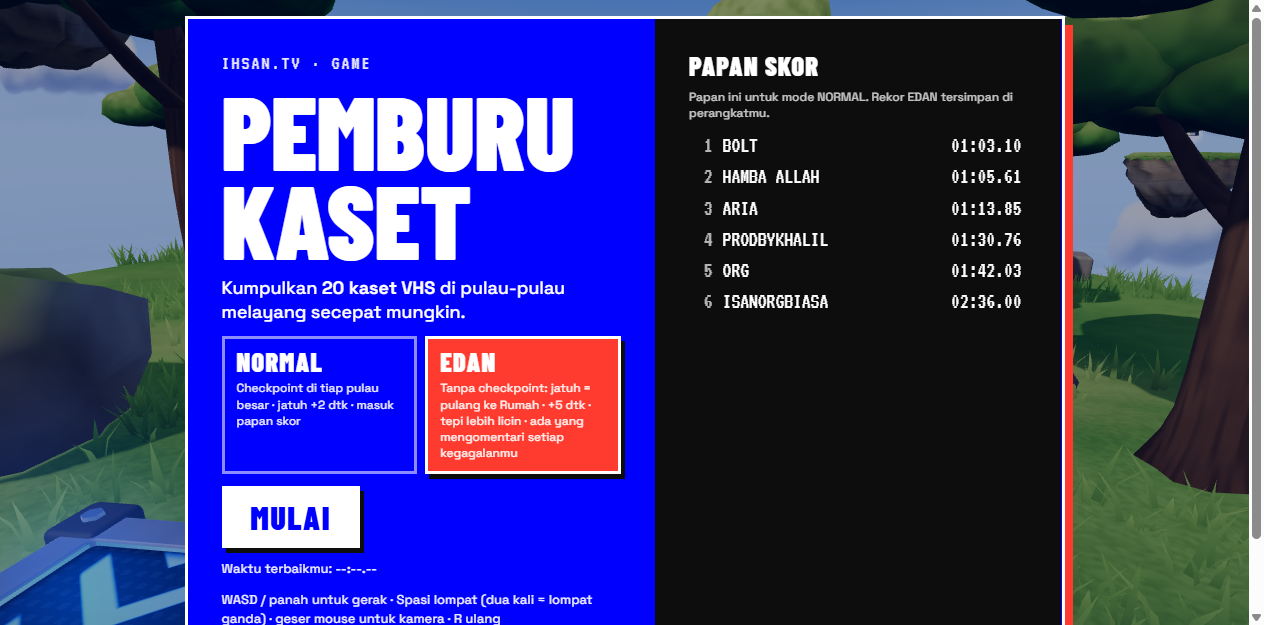 IHSAN.TV · GAME
PEMBURU
KASET
Kumpulkan 20 kaset VHS di pulau-pulau
melayang secepat mungkin.
NORMAL
Checkpoint di tiap pulau
besar · jatuh +2 dtk · masuk
papan skor
EDAN
Tanpa checkpoint: jatuh =
pulang ke Rumah · +5 dtk ·
tepi lebih licin · ada yang
mengomentari setiap
kegagalanmu
MULAI
Waktu terbaikmu: --:--.--
WASD / panah untuk gerak · Spasi lompat (dua kali = lompat
ganda) · geser mouse untuk kamera · R ulang
PAPAN SKOR
Papan ini untuk mode NORMAL. Rekor EDAN tersimpan di
perangkatmu.
1 BOLT 01:03.10
2 HAMBA ALLAH 01:05.61
3 ARIA 01:13.85
4 PRODBYKHALIL 01:30.76
5 ORG 01:42.03
6 ISANORGBIASA 02:36.00